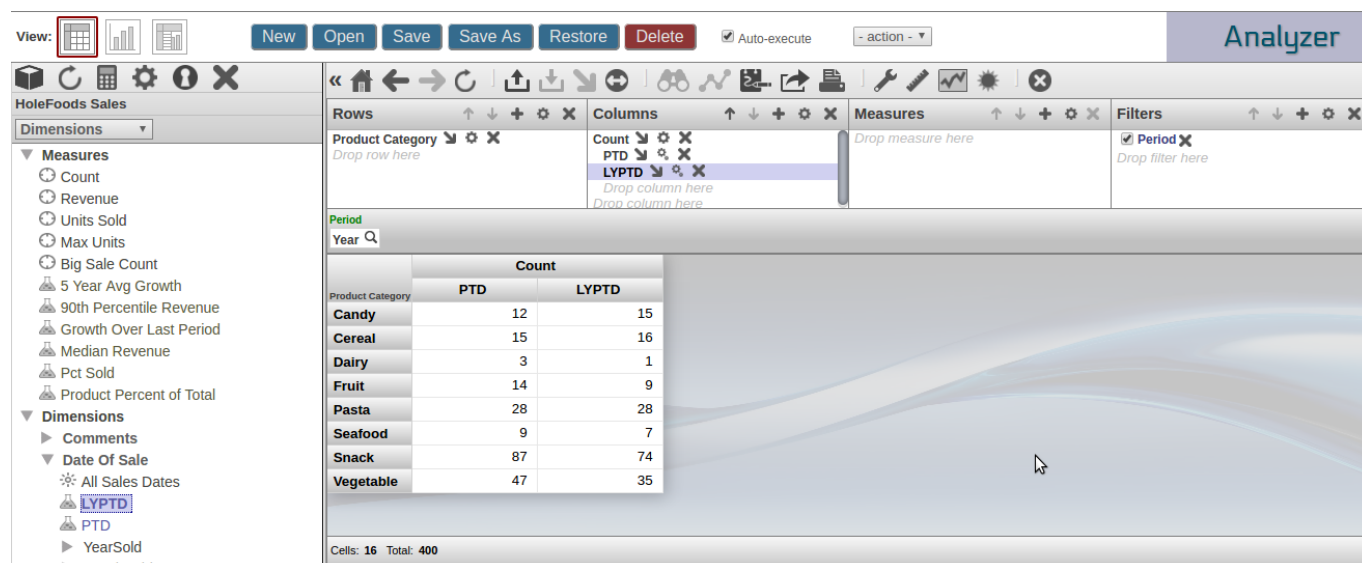 View: New Open Save Save As Restore Delete Auto-execute - action - Analyzer
HoleFoods Sales
Dimensions
Measures
Count
Revenue
Units Sold
Max Units
Big Sale Count
5 Year Avg Growth
90th Percentile Revenue
Growth Over Last Period
Median Revenue
Pct Sold
Product Percent of Total
Dimensions
Comments
Date Of Sale
All Sales Dates
LYPTD
PTD
YearSold
Rows Columns Measures Filters
Product Category Count Drop measure here Period
Drop row here PTD Drop filter here
LYPTD
Drop column here
Drop column here
Period
Year
Count
Product Category PTD LYPTD
Candy 12 15
Cereal 15 16
Dairy 3 1
Fruit 14 9
Pasta 28 28
Seafood 9 7
Snack 87 74
Vegetable 47 35
Cells: 16 Total: 400